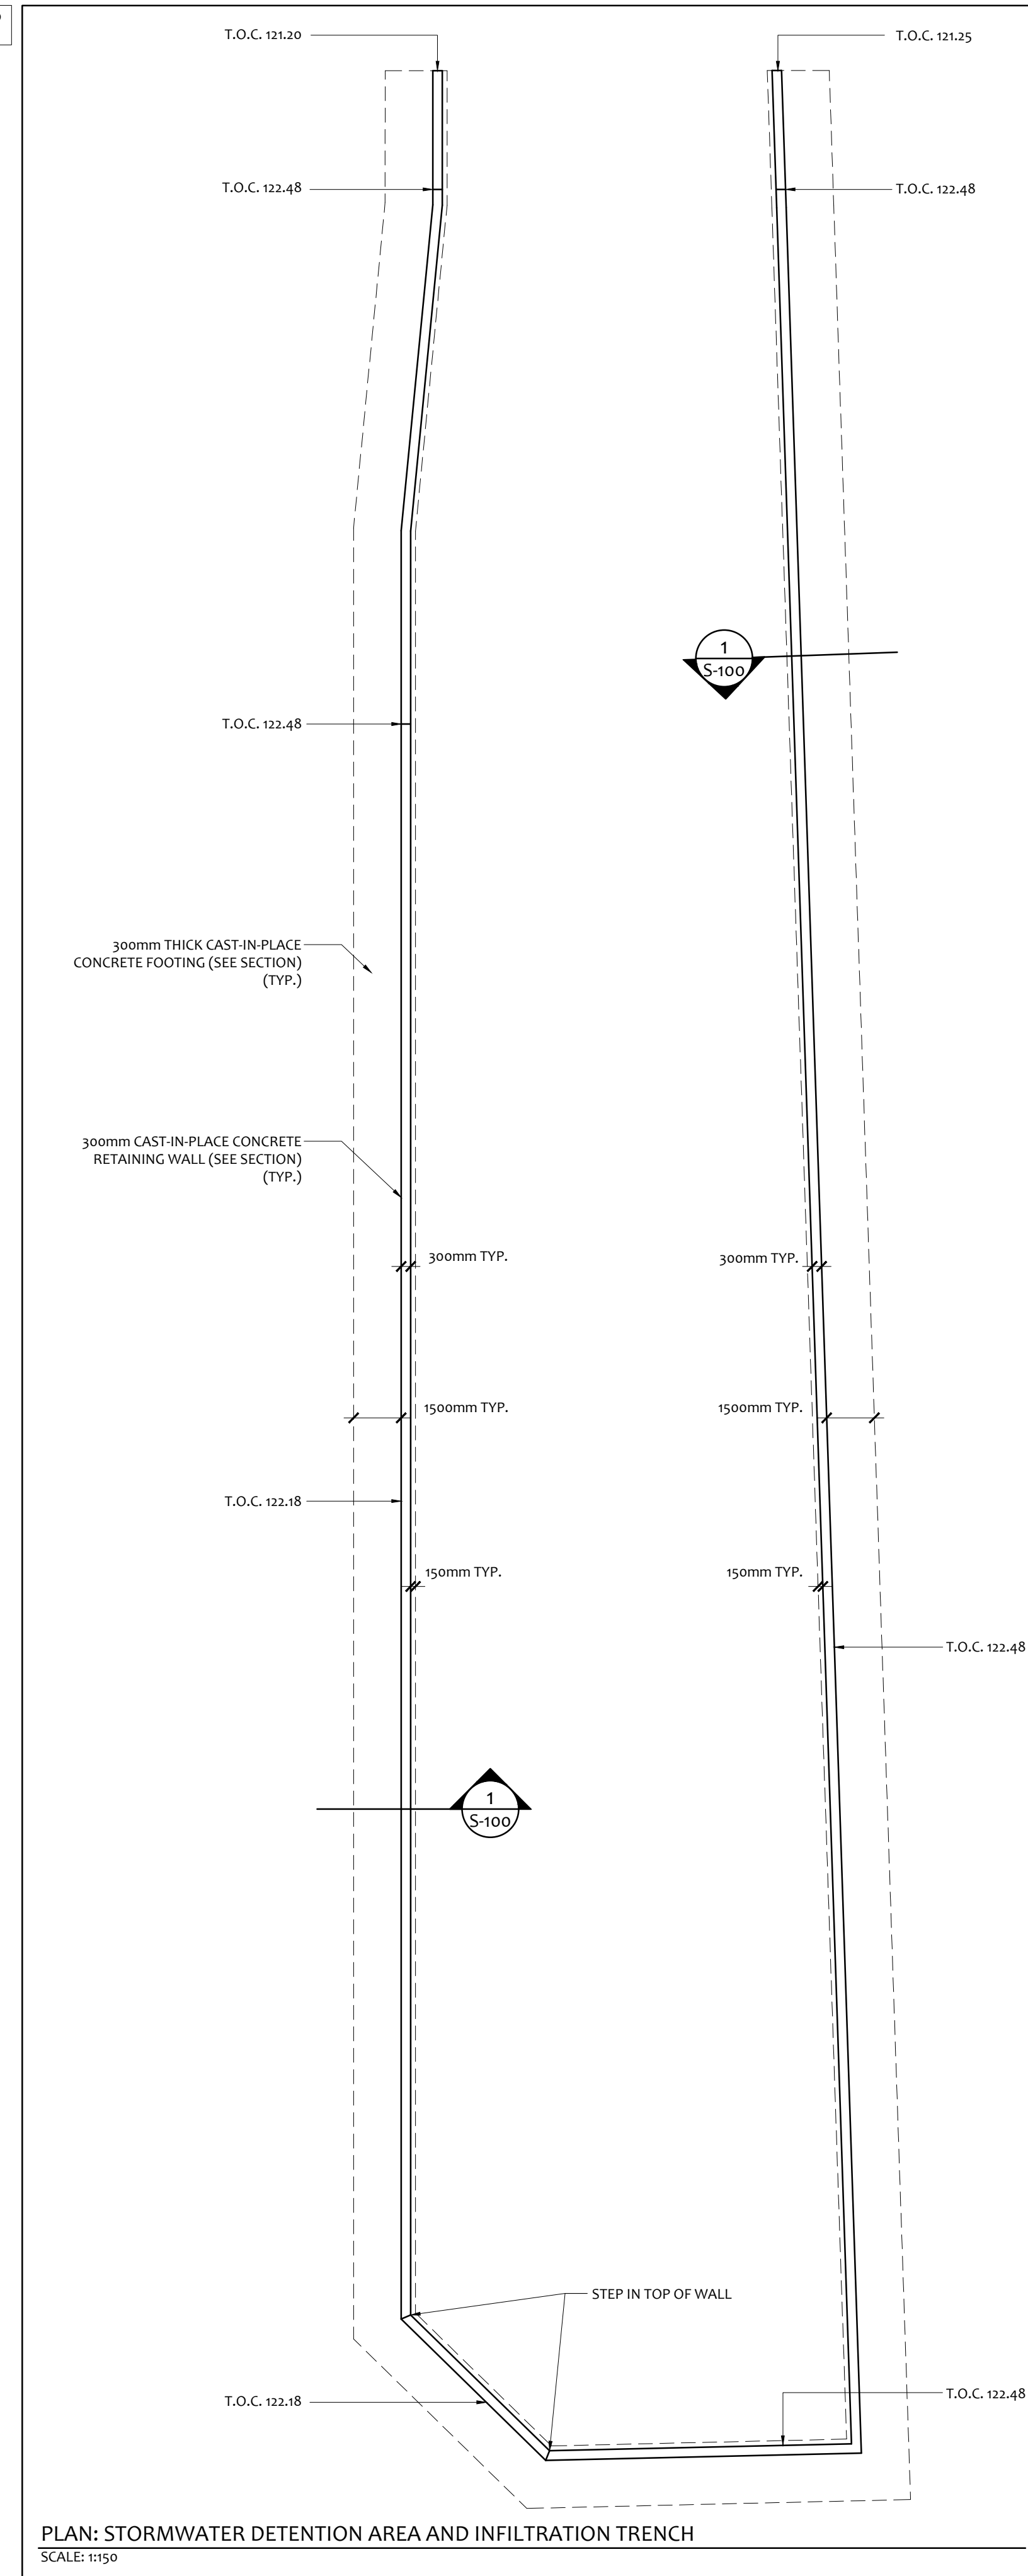 T.O.C. 121.20
T.O.C. 121.25
T.O.C. 122.48
T.O.C. 122.48
1
S-100
T.O.C. 122.48
300mm THICK CAST-IN-PLACE
CONCRETE FOOTING (SEE SECTION)
(TYP.)
300mm CAST-IN-PLACE CONCRETE
RETAINING WALL (SEE SECTION)
(TYP.)
300mm TYP.
300mm TYP.
1500mm TYP.
1500mm TYP.
T.O.C. 122.18
150mm TYP.
150mm TYP.
T.O.C. 122.48
1
S-100
STEP IN TOP OF WALL
T.O.C. 122.18
T.O.C. 122.48
PLAN: STORMWATER DETENTION AREA AND INFILTRATION TRENCH
SCALE: 1:150